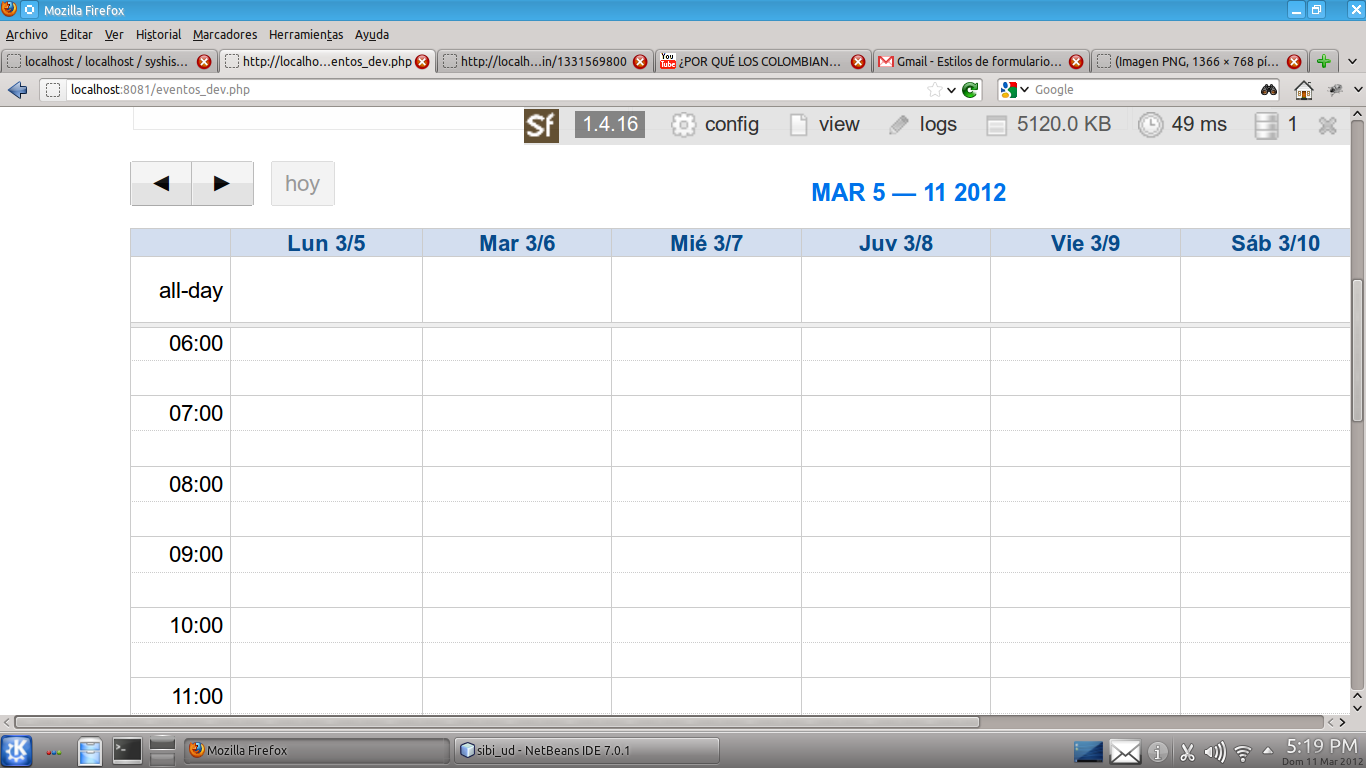 Mozilla Firefox
Archivo Editar Ver Historial Marcadores Herramientas Ayuda
localhost / localhost / syshis... http://localho...entos_dev.php http://localh...in/1331569800 You Tube ¿POR QUÉ LOS COLOMBIAN... Gmail - Estilos de formulario... (Imagen PNG, 1366 × 768 pí...
localhost:8081/eventos_dev.php Google
Sf 1.4.16 config view logs 5120.0 KB 49 ms 1
hoy
MAR 5 — 11 2012
Lun 3/5 Mar 3/6 Mié 3/7 Juv 3/8 Vie 3/9 Sáb 3/10
all-day
06:00
07:00
08:00
09:00
10:00
11:00
Mozilla Firefox sibi_ud - NetBeans IDE 7.0.1 5:19 PM
Dom 11 Mar 2012